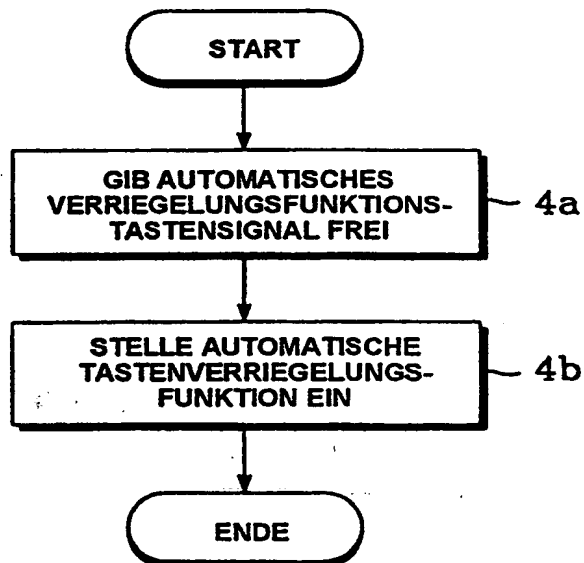 START
GIB AUTOMATISCHES
VERRIEGELUNGSFUNKTIONS-
TASTENSIGNAL FREI
4a
STELLE AUTOMATISCHE
TASTENVERRIEGELUNGS-
FUNKTION EIN
4b
ENDE